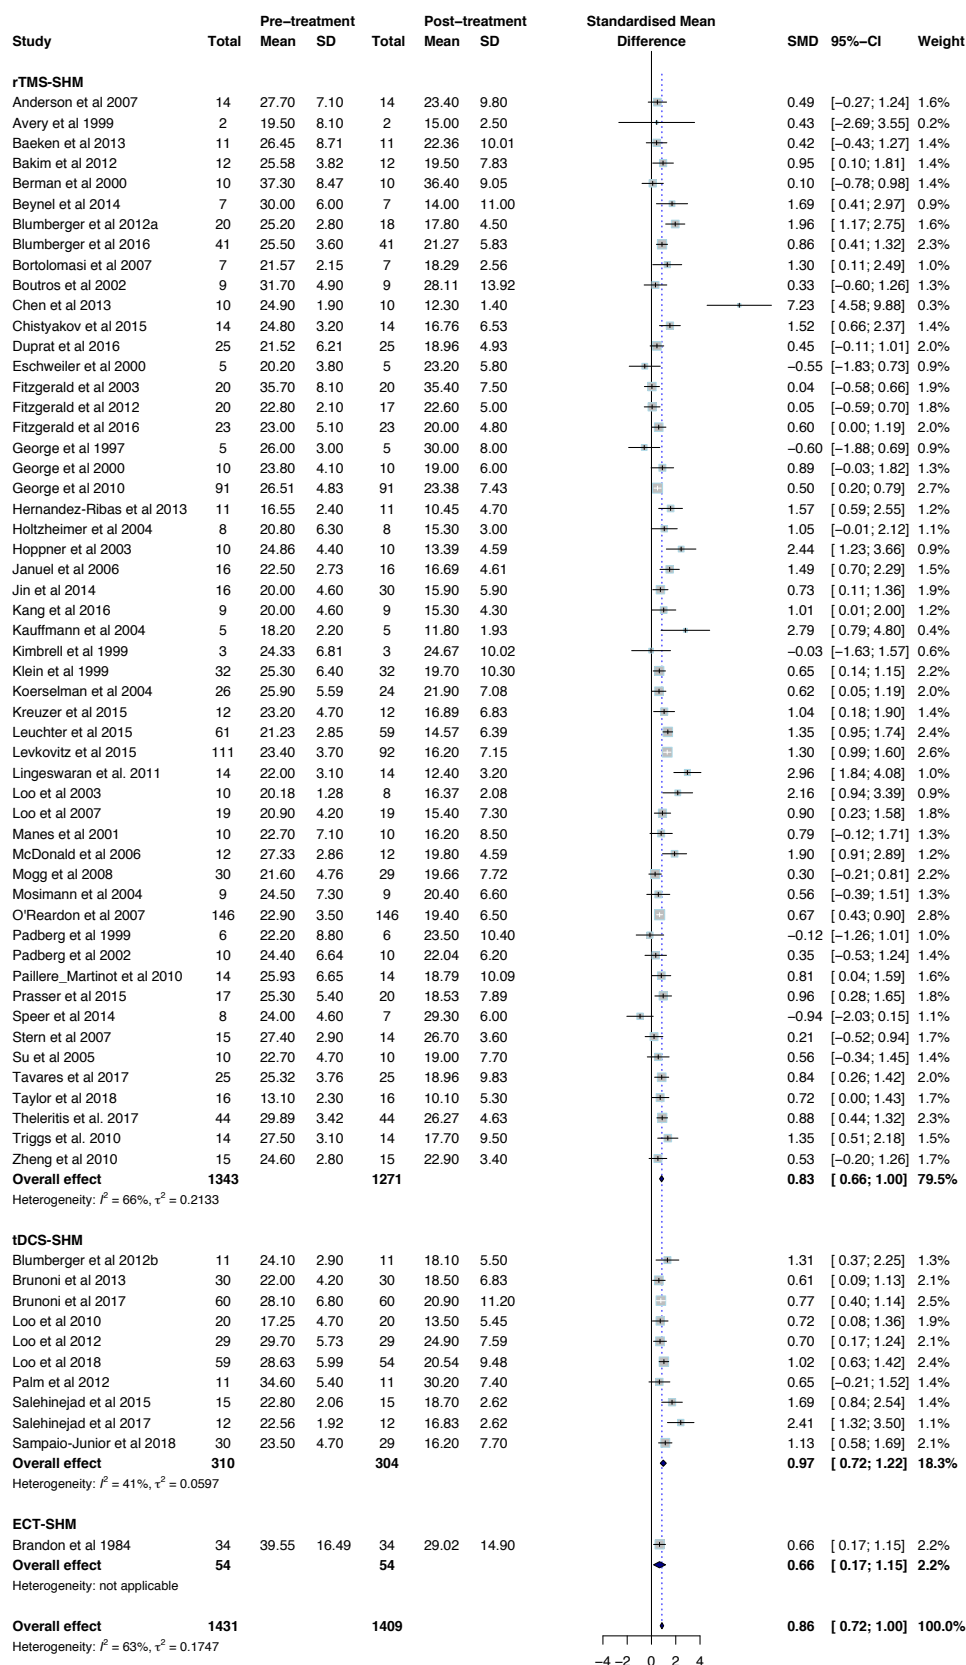 Pre−treatment Post−treatment Standardised Mean
Study Total Mean SD Total Mean SD Difference SMD 95%−CI Weight
rTMS-SHM
Anderson et al 2007 14 27.70 7.10 14 23.40 9.80 0.49 [−0.27; 1.24] 1.6%
Avery et al 1999 2 19.50 8.10 2 15.00 2.50 0.43 [−2.69; 3.55] 0.2%
Baeken et al 2013 11 26.45 8.71 11 22.36 10.01 0.42 [−0.43; 1.27] 1.4%
Bakim et al 2012 12 25.58 3.82 12 19.50 7.83 0.95 [ 0.10; 1.81] 1.4%
Berman et al 2000 10 37.30 8.47 10 36.40 9.05 0.10 [−0.78; 0.98] 1.4%
Beynel et al 2014 7 30.00 6.00 7 14.00 11.00 1.69 [ 0.41; 2.97] 0.9%
Blumberger et al 2012a 20 25.20 2.80 18 17.80 4.50 1.96 [ 1.17; 2.75] 1.6%
Blumberger et al 2016 41 25.50 3.60 41 21.27 5.83 0.86 [ 0.41; 1.32] 2.3%
Bortolomasi et al 2007 7 21.57 2.15 7 18.29 2.56 1.30 [ 0.11; 2.49] 1.0%
Boutros et al 2002 9 31.70 4.90 9 28.11 13.92 0.33 [−0.60; 1.26] 1.3%
Chen et al 2013 10 24.90 1.90 10 12.30 1.40 7.23 [ 4.58; 9.88] 0.3%
Chistyakov et al 2015 14 24.80 3.20 14 16.76 6.53 1.52 [ 0.66; 2.37] 1.4%
Duprat et al 2016 25 21.52 6.21 25 18.96 4.93 0.45 [−0.11; 1.01] 2.0%
Eschweiler et al 2000 5 20.20 3.80 5 23.20 5.80 −0.55 [−1.83; 0.73] 0.9%
Fitzgerald et al 2003 20 35.70 8.10 20 35.40 7.50 0.04 [−0.58; 0.66] 1.9%
Fitzgerald et al 2012 20 22.80 2.10 17 22.60 5.00 0.05 [−0.59; 0.70] 1.8%
Fitzgerald et al 2016 23 23.00 5.10 23 20.00 4.80 0.60 [ 0.00; 1.19] 2.0%
George et al 1997 5 26.00 3.00 5 30.00 8.00 −0.60 [−1.88; 0.69] 0.9%
George et al 2000 10 23.80 4.10 10 19.00 6.00 0.89 [−0.03; 1.82] 1.3%
George et al 2010 91 26.51 4.83 91 23.38 7.43 0.50 [ 0.20; 0.79] 2.7%
Hernandez-Ribas et al 2013 11 16.55 2.40 11 10.45 4.70 1.57 [ 0.59; 2.55] 1.2%
Holtzheimer et al 2004 8 20.80 6.30 8 15.30 3.00 1.05 [−0.01; 2.12] 1.1%
Hoppner et al 2003 10 24.86 4.40 10 13.39 4.59 2.44 [ 1.23; 3.66] 0.9%
Januel et al 2006 16 22.50 2.73 16 16.69 4.61 1.49 [ 0.70; 2.29] 1.5%
Jin et al 2014 16 20.00 4.60 30 15.90 5.90 0.73 [ 0.11; 1.36] 1.9%
Kang et al 2016 9 20.00 4.60 9 15.30 4.30 1.01 [ 0.01; 2.00] 1.2%
Kauffmann et al 2004 5 18.20 2.20 5 11.80 1.93 2.79 [ 0.79; 4.80] 0.4%
Kimbrell et al 1999 3 24.33 6.81 3 24.67 10.02 −0.03 [−1.63; 1.57] 0.6%
Klein et al 1999 32 25.30 6.40 32 19.70 10.30 0.65 [ 0.14; 1.15] 2.2%
Koerselman et al 2004 26 25.90 5.59 24 21.90 7.08 0.62 [ 0.05; 1.19] 2.0%
Kreuzer et al 2015 12 23.20 4.70 12 16.89 6.83 1.04 [ 0.18; 1.90] 1.4%
Leuchter et al 2015 61 21.23 2.85 59 14.57 6.39 1.35 [ 0.95; 1.74] 2.4%
Levkovitz et al 2015 111 23.40 3.70 92 16.20 7.15 1.30 [ 0.99; 1.60] 2.6%
Lingeswaran et al. 2011 14 22.00 3.10 14 12.40 3.20 2.96 [ 1.84; 4.08] 1.0%
Loo et al 2003 10 20.18 1.28 8 16.37 2.08 2.16 [ 0.94; 3.39] 0.9%
Loo et al 2007 19 20.90 4.20 19 15.40 7.30 0.90 [ 0.23; 1.58] 1.8%
Manes et al 2001 10 22.70 7.10 10 16.20 8.50 0.79 [−0.12; 1.71] 1.3%
McDonald et al 2006 12 27.33 2.86 12 19.80 4.59 1.90 [ 0.91; 2.89] 1.2%
Mogg et al 2008 30 21.60 4.76 29 19.66 7.72 0.30 [−0.21; 0.81] 2.2%
Mosimann et al 2004 9 24.50 7.30 9 20.40 6.60 0.56 [−0.39; 1.51] 1.3%
O'Reardon et al 2007 146 22.90 3.50 146 19.40 6.50 0.67 [ 0.43; 0.90] 2.8%
Padberg et al 1999 6 22.20 8.80 6 23.50 10.40 −0.12 [−1.26; 1.01] 1.0%
Padberg et al 2002 10 24.40 6.64 10 22.04 6.20 0.35 [−0.53; 1.24] 1.4%
Paillere_Martinot et al 2010 14 25.93 6.65 14 18.79 10.09 0.81 [ 0.04; 1.59] 1.6%
Prasser et al 2015 17 25.30 5.40 20 18.53 7.89 0.96 [ 0.28; 1.65] 1.8%
Speer et al 2014 8 24.00 4.60 7 29.30 6.00 −0.94 [−2.03; 0.15] 1.1%
Stern et al 2007 15 27.40 2.90 14 26.70 3.60 0.21 [−0.52; 0.94] 1.7%
Su et al 2005 10 22.70 4.70 10 19.00 7.70 0.56 [−0.34; 1.45] 1.4%
Tavares et al 2017 25 25.32 3.76 25 18.96 9.83 0.84 [ 0.26; 1.42] 2.0%
Taylor et al 2018 16 13.10 2.30 16 10.10 5.30 0.72 [ 0.00; 1.43] 1.7%
Theleritis et al. 2017 44 29.89 3.42 44 26.27 4.63 0.88 [ 0.44; 1.32] 2.3%
Triggs et al. 2010 14 27.50 3.10 14 17.70 9.50 1.35 [ 0.51; 2.18] 1.5%
Zheng et al 2010 15 24.60 2.80 15 22.90 3.40 0.53 [−0.20; 1.26] 1.7%
Overall effect 1343 1271 0.83 [ 0.66; 1.00] 79.5%
Heterogeneity: I² = 66%, τ² = 0.2133
tDCS-SHM
Blumberger et al 2012b 11 24.10 2.90 11 18.10 5.50 1.31 [ 0.37; 2.25] 1.3%
Brunoni et al 2013 30 22.00 4.20 30 18.50 6.83 0.61 [ 0.09; 1.13] 2.1%
Brunoni et al 2017 60 28.10 6.80 60 20.90 11.20 0.77 [ 0.40; 1.14] 2.5%
Loo et al 2010 20 17.25 4.70 20 13.50 5.45 0.72 [ 0.08; 1.36] 1.9%
Loo et al 2012 29 29.70 5.73 29 24.90 7.59 0.70 [ 0.17; 1.24] 2.1%
Loo et al 2018 59 28.63 5.99 54 20.54 9.48 1.02 [ 0.63; 1.42] 2.4%
Palm et al 2012 11 34.60 5.40 11 30.20 7.40 0.65 [−0.21; 1.52] 1.4%
Salehinejad et al 2015 15 22.80 2.06 15 18.70 2.62 1.69 [ 0.84; 2.54] 1.4%
Salehinejad et al 2017 12 22.56 1.92 12 16.83 2.62 2.41 [ 1.32; 3.50] 1.1%
Sampaio-Junior et al 2018 30 23.50 4.70 29 16.20 7.70 1.13 [ 0.58; 1.69] 2.1%
Overall effect 310 304 0.97 [ 0.72; 1.22] 18.3%
Heterogeneity: I² = 41%, τ² = 0.0597
ECT-SHM
Brandon et al 1984 34 39.55 16.49 34 29.02 14.90 0.66 [ 0.17; 1.15] 2.2%
Overall effect 54 54 0.66 [ 0.17; 1.15] 2.2%
Heterogeneity: not applicable
Overall effect 1431 1409 0.86 [ 0.72; 1.00] 100.0%
Heterogeneity: I² = 63%, τ² = 0.1747
−4 −2 0 2 4